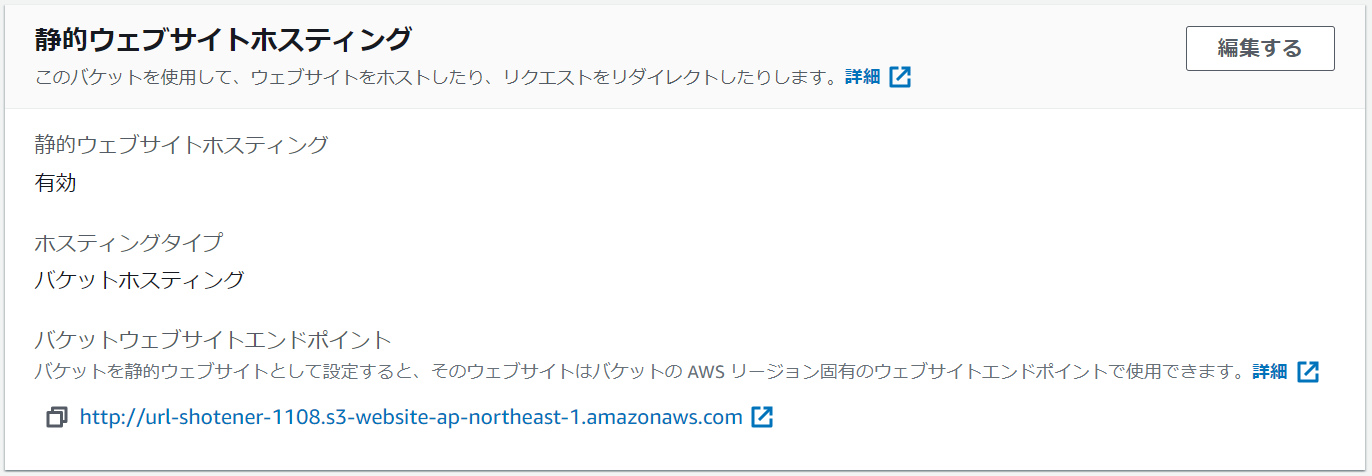 静的ウェブサイトホスティング
編集する
このバケットを使用して、ウェブサイトをホストしたり、リクエストをリダイレクトしたりします。詳細
静的ウェブサイトホスティング
有効
ホスティングタイプ
バケットホスティング
バケットウェブサイトエンドポイント
バケットを静的ウェブサイトとして設定すると、そのウェブサイトはバケットの AWS リージョン固有のウェブサイトエンドポイントで使用できます。詳細
http://url-shotener-1108.s3-website-ap-northeast-1.amazonaws.com